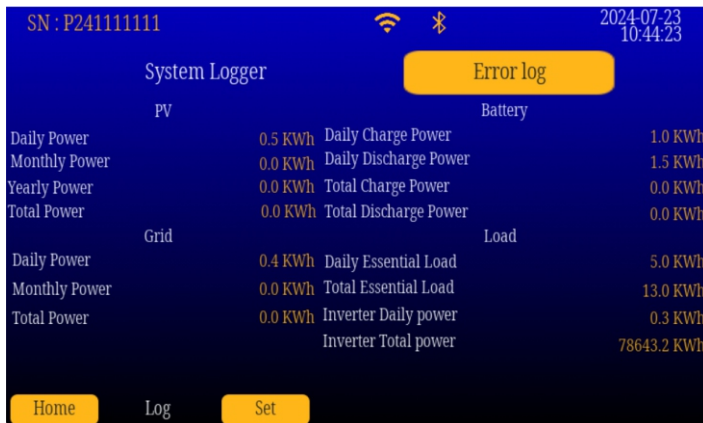 SN : P241111111
2024-07-23
10:44:23
System Logger
Error log
PV
Daily Power 0.5 KWh
Monthly Power 0.0 KWh
Yearly Power 0.0 KWh
Total Power 0.0 KWh
Battery
Daily Charge Power 1.0 KWh
Daily Discharge Power 1.5 KWh
Total Charge Power 0.0 KWh
Total Discharge Power 0.0 KWh
Grid
Daily Power 0.4 KWh
Monthly Power 0.0 KWh
Total Power 0.0 KWh
Load
Daily Essential Load 5.0 KWh
Total Essential Load 13.0 KWh
Inverter Daily power 0.3 KWh
Inverter Total power 78643.2 KWh
Home Log Set